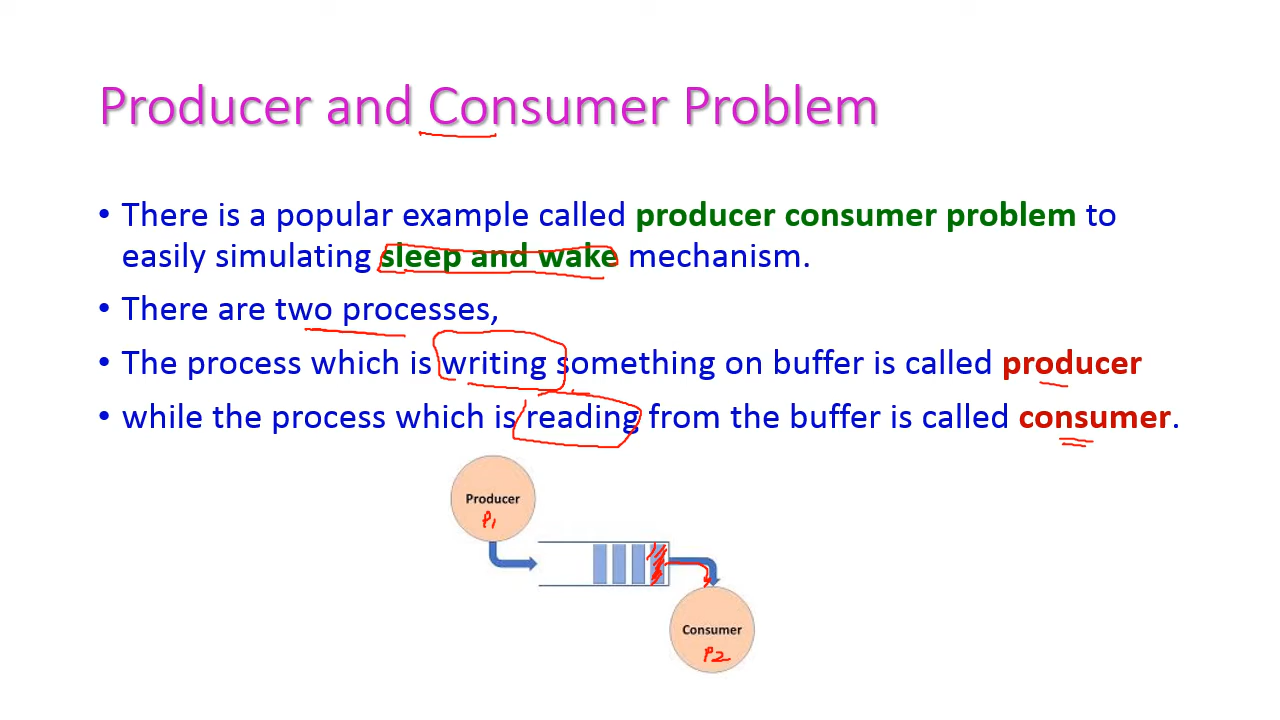 Producer and Consumer Problem
• There is a popular example called producer consumer problem to
easily simulating sleep and wake mechanism.
• There are two processes,
• The process which is writing something on buffer is called producer
• while the process which is reading from the buffer is called consumer.
Producer
P1
Consumer
P2